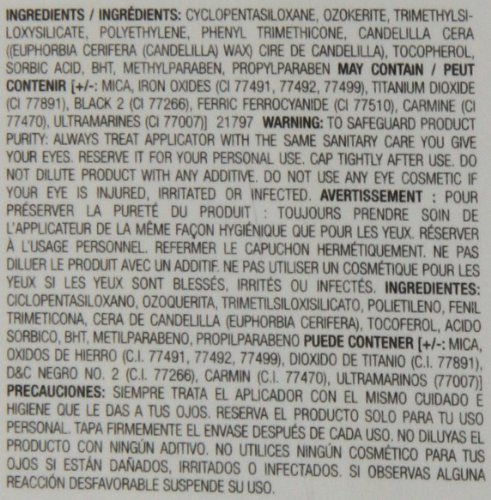 INGREDIENTS / INGRÉDIENTS: CYCLOPENTASILOXANE, OZOKERITE, TRIMETHYLSI-
LOXYSILICATE, POLYETHYLENE, PHENYL TRIMETHICONE, CANDELILLA CERA
((EUPHORBIA CERIFERA (CANDELILLA) WAX) CIRE DE CANDELILLA), TOCOPHEROL,
SORBIC ACID, BHT, METHYLPARABEN, PROPYLPARABEN MAY CONTAIN / PEUT
CONTENIR [+/-: MICA, IRON OXIDES (CI 77491, 77492, 77499), TITANIUM DIOXIDE
(CI 77891), BLACK 2 (CI 77266), FERRIC FERROCYANIDE (CI 77510), CARMINE (CI
77470), ULTRAMARINES (CI 77007)] 21797 WARNING: TO SAFEGUARD PRODUCT
PURITY: ALWAYS TREAT APPLICATOR WITH THE SAME SANITARY CARE YOU GIVE
YOUR EYES. RESERVE IT FOR YOUR PERSONAL USE. CAP TIGHTLY AFTER USE. DO
NOT DILUTE PRODUCT WITH ANY ADDITIVE. DO NOT USE ANY EYE COSMETIC IF
YOUR EYE IS INJURED, IRRITATED OR INFECTED. AVERTISSEMENT : POUR
PRÉSERVER LA PURETÉ DU PRODUIT : TOUJOURS PRENDRE SOIN DE
L'APPLICATEUR DE LA MÊME FAÇON HYGIÉNIQUE QUE POUR LES YEUX. RÉSERVER
À L'USAGE PERSONNEL. REFERMER LE CAPUCHON HERMÉTIQUEMENT. NE PAS
DILUER LE PRODUIT AVEC UN ADDITIF. NE PAS UTILISER UN COSMÉTIQUE POUR LES
YEUX SI LES YEUX SONT BLESSÉS, IRRITÉS OU INFECTÉS. INGREDIENTES:
CICLOPENTASILOXANO, OZOQUERITA, TRIMETILSILOXISILICATO, POLIETILENO, FENIL
TRIMETICONA, CERA DE CANDELILLA (EUPHORBIA CERIFERA), TOCOFEROL, ACIDO
SORBICO, BHT, METILPARABENO, PROPILPARABENO PUEDE CONTENER [+/-: MICA,
OXIDOS DE HIERRO (C.I. 77491, 77492, 77499), DIOXIDO DE TITANIO (C.I. 77891),
D&C NEGRO NO. 2 (C.I. 77266), CARMIN (C.I. 77470), ULTRAMARINOS (77007)]
PRECAUCIONES: SIEMPRE TRATA EL APLICADOR CON EL MISMO CUIDADO E
HIGIENE QUE LE DAS A TUS OJOS. RESERVA EL PRODUCTO SOLO PARA TU USO
PERSONAL. TAPA FIRMEMENTE EL ENVASE DESPUÉS DE CADA USO. NO DILUYAS EL
PRODUCTO CON NINGÚN ADITIVO. NO UTILICES NINGÚN COSMÉTICO PARA TUS
OJOS SI ESTÁN DAÑADOS, IRRITADOS O INFECTADOS. SI OBSERVAS ALGUNA
REACCIÓN DESFAVORABLE SUSPENDE SU USO.